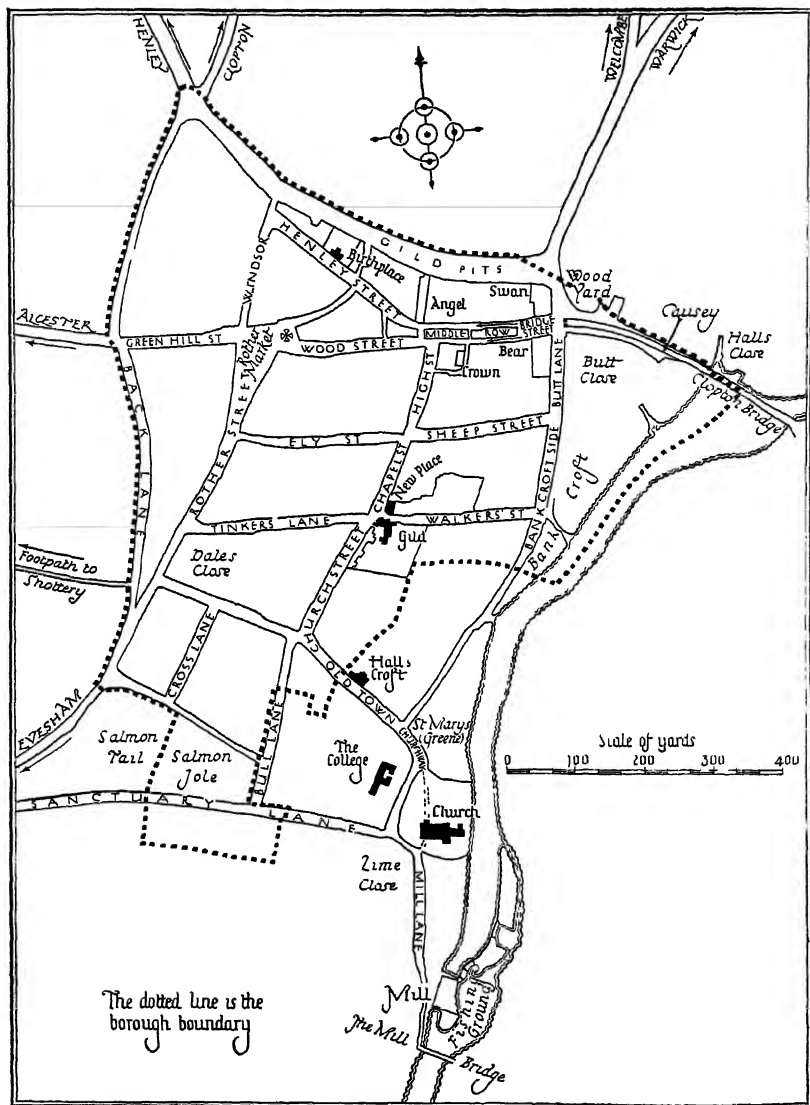 HENLEY
CLOPTON
WELCOMBE
WARWICK
GILD PITS
Birthplace
HENLEY STREET
WINDSOR
Wood
Yard
Swan
Angel
Causey
Halls
Close
ALCESTER
GREEN HILL ST
Rother
Market
WOOD STREET
MIDDLE
ROW
BRIDGE
STREET
Bear
Crown
HIGH ST
BUTT LANE
Butt
Close
Clopton Bridge
BACK LANE
ROTHER STREET
ELY ST
SHEEP STREET
CHAPEL ST
New Place
BANKCROFT SIDE
Bank Croft
TINKERS LANE
WALKERS' ST
Gild
Footpath to
Shottery
Dales
Close
CHURCH STREET
CROSS LANE
Halls
Croft
OLD TOWN
St Marys
(Greene)
CHURCHWAY
EVESHAM
Salmon
Tail
Salmon
Jole
BULL LANE
The
College
Scale of yards
0 100 200 300 400
SANCTUARY LANE
Church
Lime
Close
MILL LANE
Mill
Fishing
Ground
The Mill Bridge
The dotted line is the
borough boundary